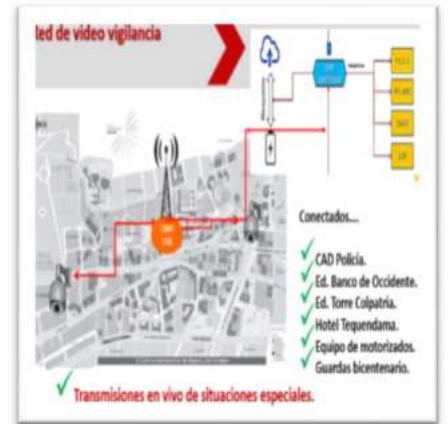 Red de video vigilancia
Conectados....
CAD Policía.
Ed. Banco de Occidente.
Ed. Torre Colpatria.
Hotel Tequendama.
Equipo de motorizados.
Guardas bicentenario.
Transmisiones en vivo de situaciones especiales.